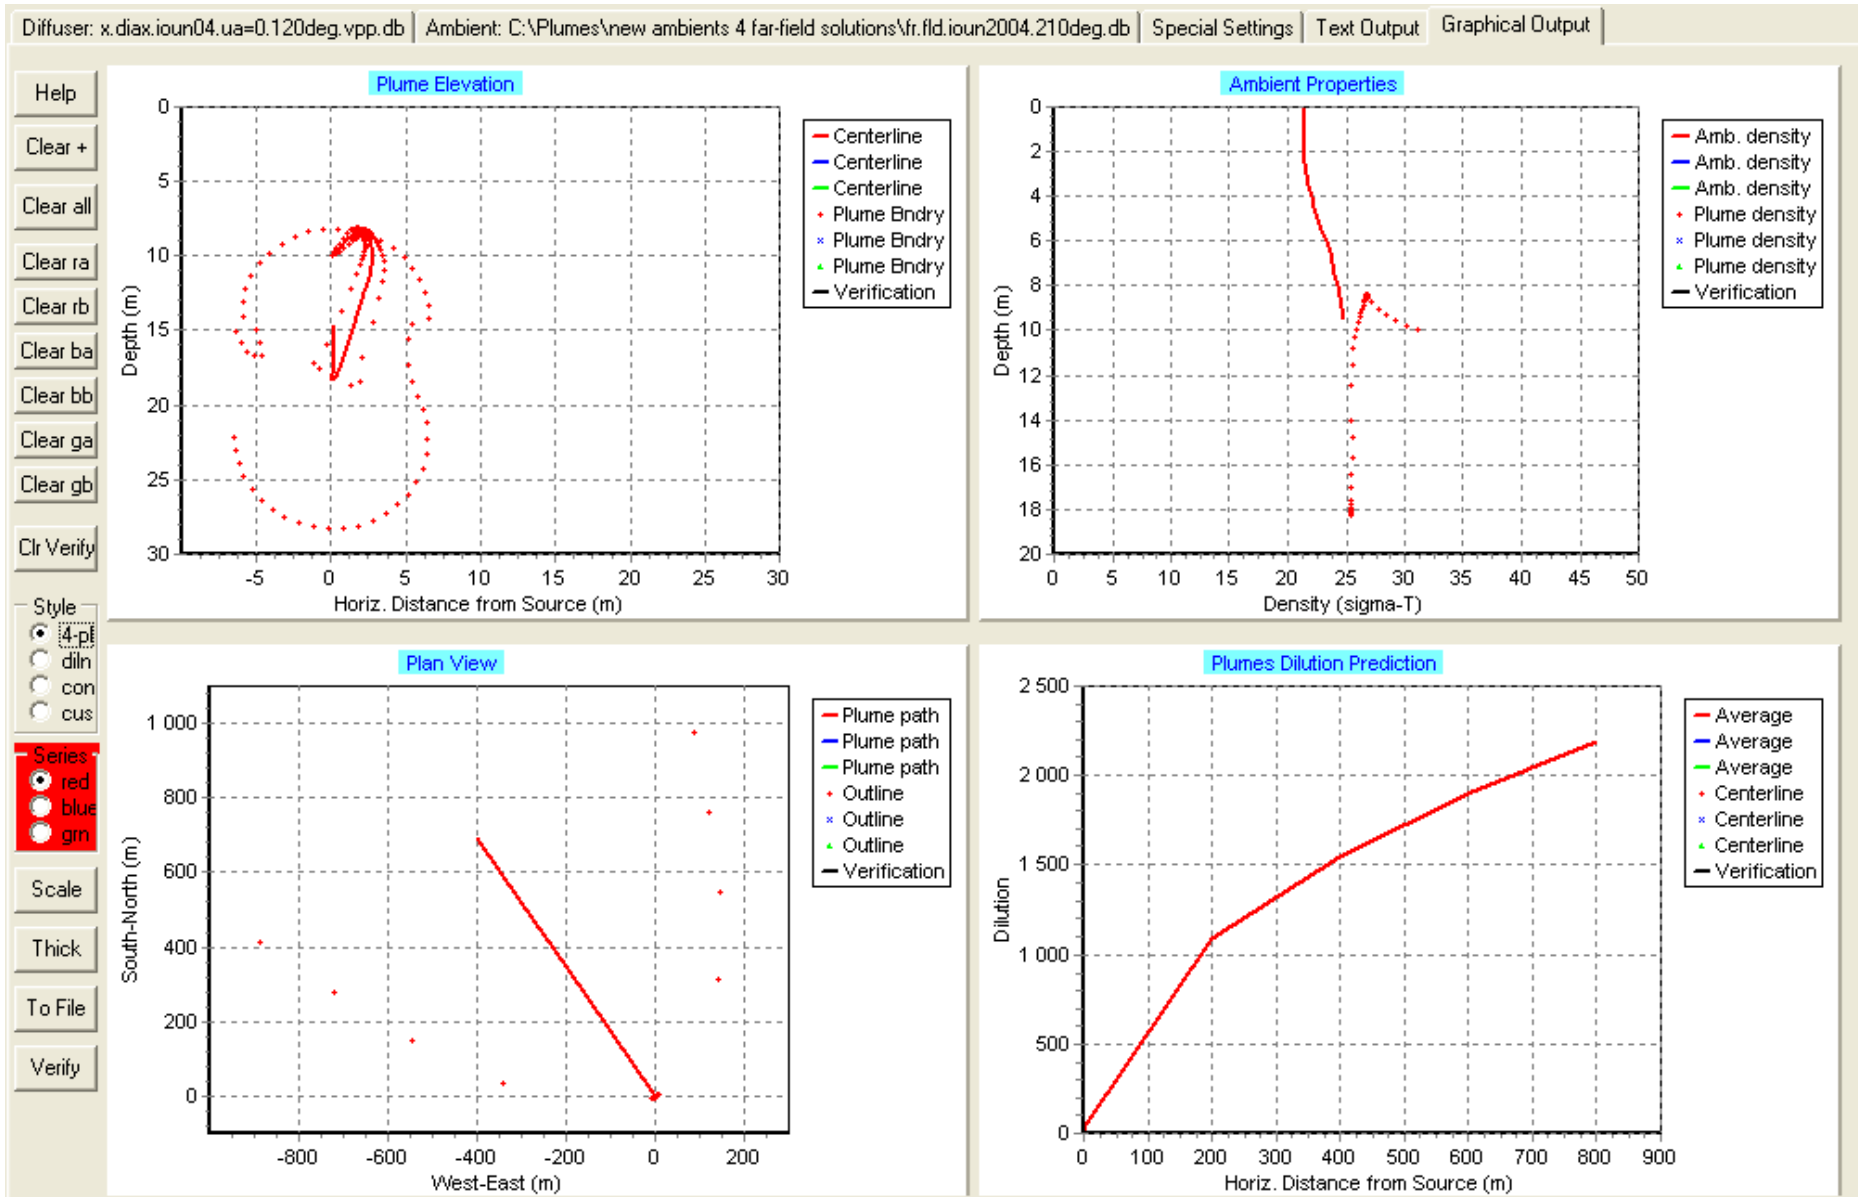 Diffuser: x.diax.ioun04.ua=0.120deg.vpp.db Ambient: C:\Plumes\new ambients 4 far-field solutions\fr.fld.ioun2004.210deg.db Special Settings Text Output Graphical Output
Help
Clear +
Clear all
Clear ra
Clear rb
Clear ba
Clear bb
Clear ga
Clear gb
Clr Verify
Style
4-pl
diln
con
cus
Series
red
blue
grn
Scale
Thick
To File
Verify
Plume Elevation
0
5
10
15
20
25
30
Depth (m)
-5 0 5 10 15 20 25 30
Horiz. Distance from Source (m)
Centerline
Centerline
Centerline
Plume Bndry
Plume Bndry
Plume Bndry
Verification
Ambient Properties
0
2
4
6
8
10
12
14
16
18
20
Depth (m)
0 5 10 15 20 25 30 35 40 45 50
Density (sigma-T)
Amb. density
Amb. density
Amb. density
Plume density
Plume density
Plume density
Verification
Plan View
1 000
800
600
400
200
0
South-North (m)
-800 -600 -400 -200 0 200
West-East (m)
Plume path
Plume path
Plume path
Outline
Outline
Outline
Verification
Plumes Dilution Prediction
2 500
2 000
1 500
1 000
500
0
Dilution
0 100 200 300 400 500 600 700 800 900
Horiz. Distance from Source (m)
Average
Average
Average
Centerline
Centerline
Centerline
Verification